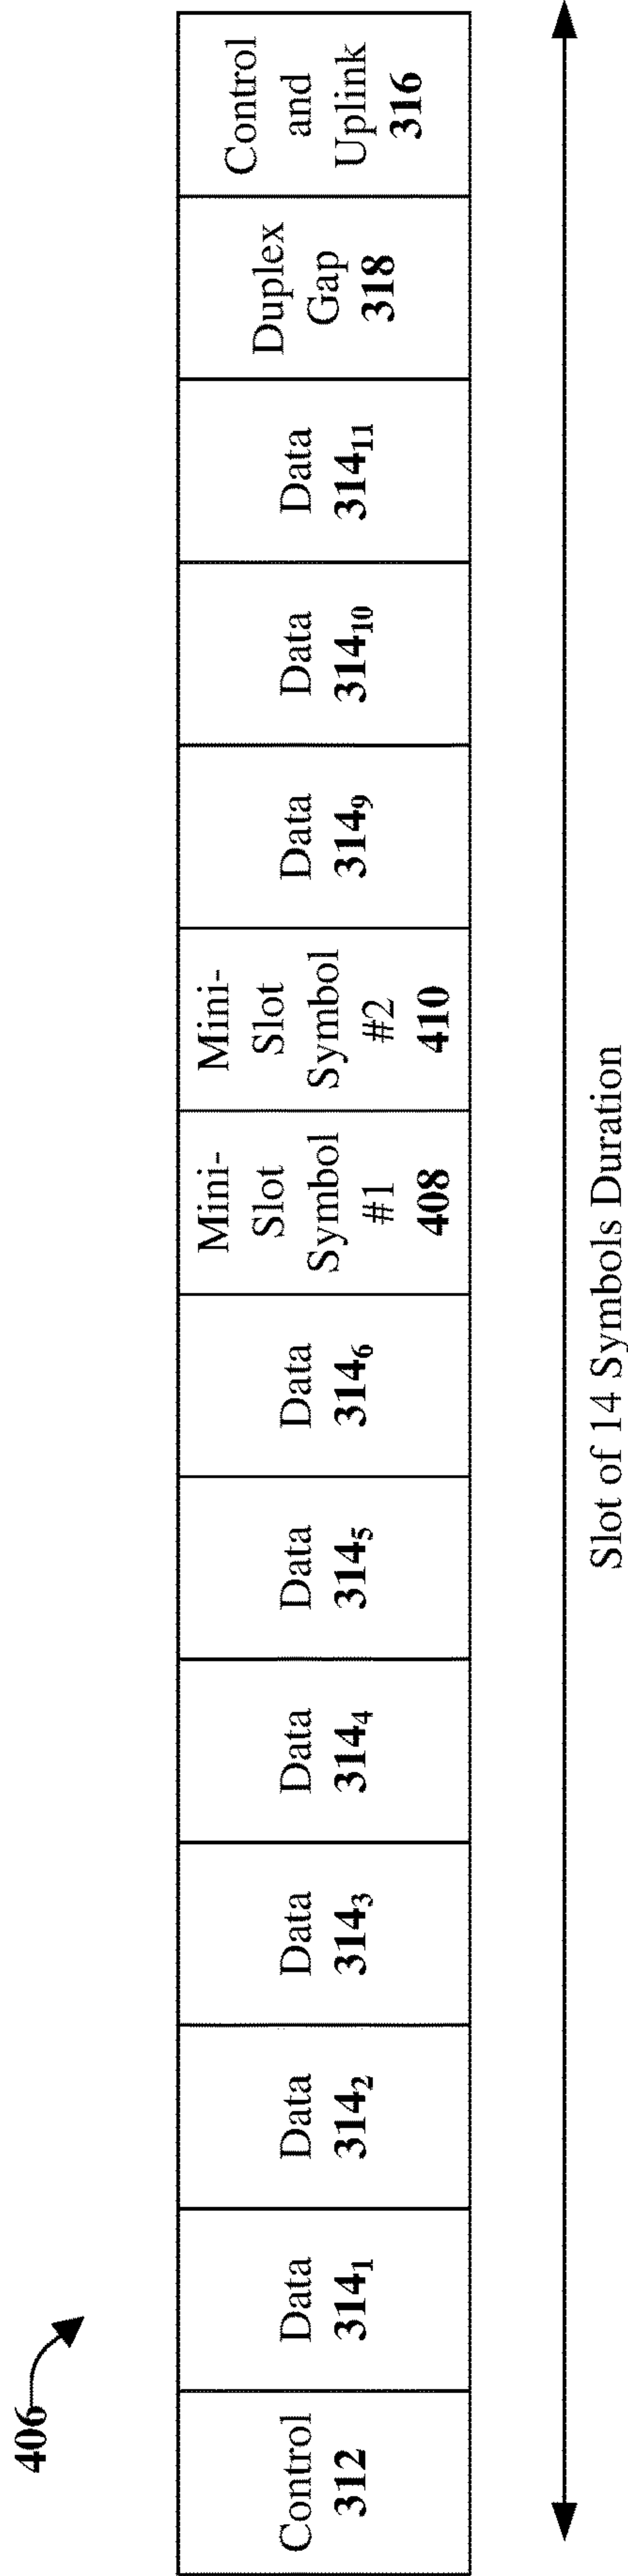 406
Control
312
Data
314₁
Data
314₂
Data
314₃
Data
314₄
Data
314₅
Data
314₆
Mini-
Slot
Symbol
#1
408
Mini-
Slot
Symbol
#2
410
Data
314₉
Data
314₁₀
Data
314₁₁
Duplex
Gap
318
Control
and
Uplink
316
Slot of 14 Symbols Duration